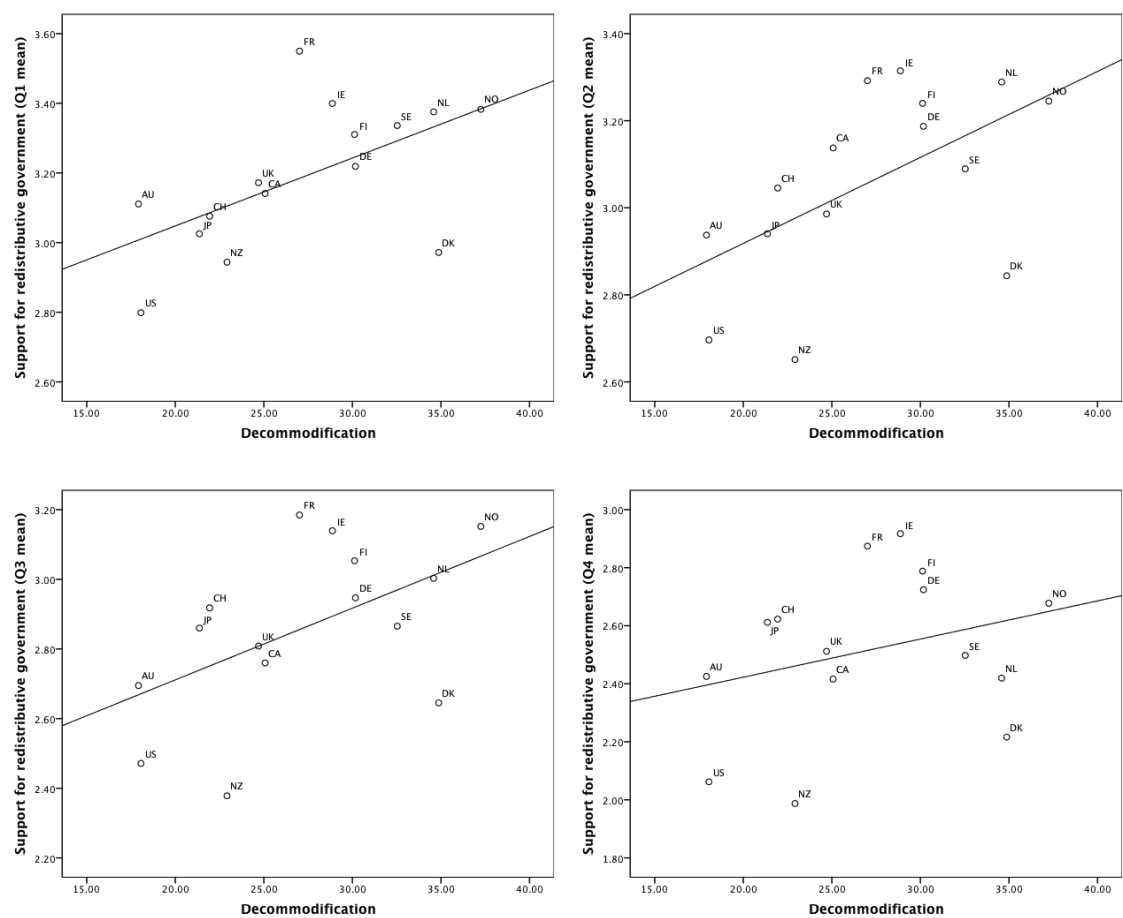 Support for redistributive government (Q1 mean)
3.60
3.40
3.20
3.00
2.80
2.60
FR
IE
NL
NO
SE
FI
DE
UK
CA
AU
CH
JP
NZ
DK
US
15.00 20.00 25.00 30.00 35.00 40.00
Decommodification
Support for redistributive government (Q2 mean)
3.40
3.20
3.00
2.80
2.60
IE
FR
NL
NO
FI
DE
CA
SE
CH
UK
AU
JP
DK
US
NZ
15.00 20.00 25.00 30.00 35.00 40.00
Decommodification
Support for redistributive government (Q3 mean)
3.20
3.00
2.80
2.60
2.40
2.20
FR
NO
IE
FI
NL
DE
CH
SE
JP
UK
CA
AU
DK
US
NZ
15.00 20.00 25.00 30.00 35.00 40.00
Decommodification
Support for redistributive government (Q4 mean)
3.00
2.80
2.60
2.40
2.20
2.00
1.80
IE
FR
FI
DE
NO
CH
JP
UK
SE
AU
CA
NL
DK
US
NZ
15.00 20.00 25.00 30.00 35.00 40.00
Decommodification